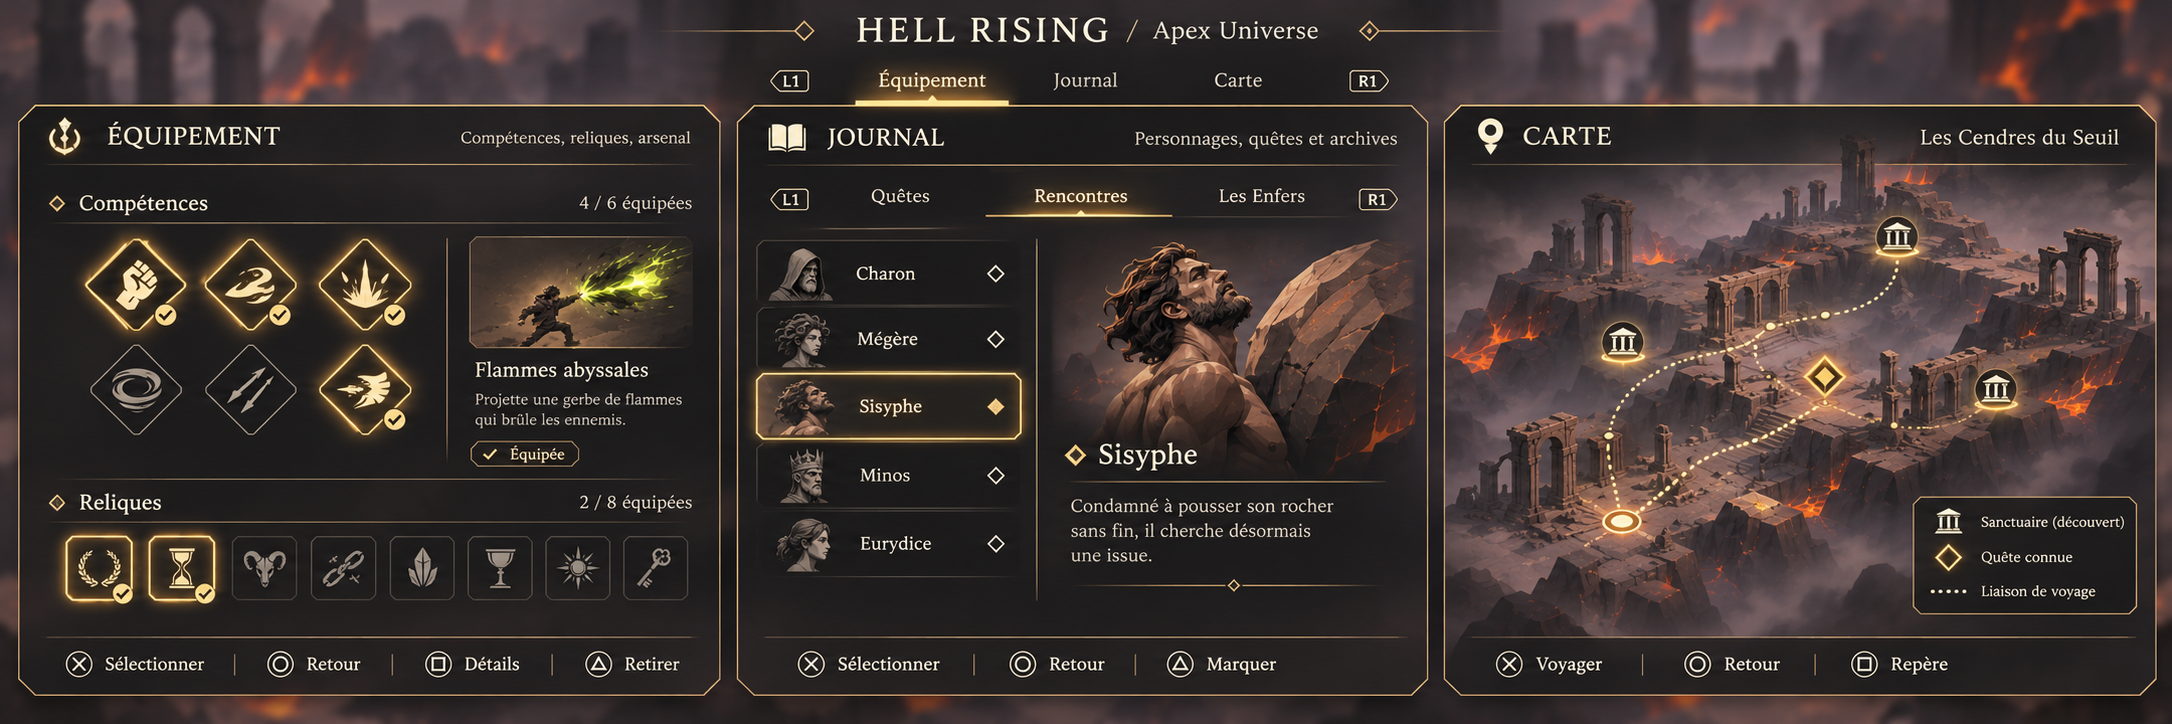 HELL RISING / Apex Universe
L1 Équipement Journal Carte R1
ÉQUIPEMENT
Compétences, reliques, arsenal
Compétences
4 / 6 équipées
Flammes abyssales
Projette une gerbe de flammes
qui brûle les ennemis.
Équipée
Reliques
2 / 8 équipées
Sélectionner Retour Détails Retirer
JOURNAL
Personnages, quêtes et archives
L1 Quêtes Rencontres Les Enfers R1
Charon
Mégère
Sisyphe
Minos
Eurydice
Sisyphe
Condamné à pousser son rocher
sans fin, il cherche désormais
une issue.
Sélectionner Retour Marquer
CARTE
Les Cendres du Seuil
Sanctuaire (découvert)
Quête connue
Liaison de voyage
Voyager Retour Repère